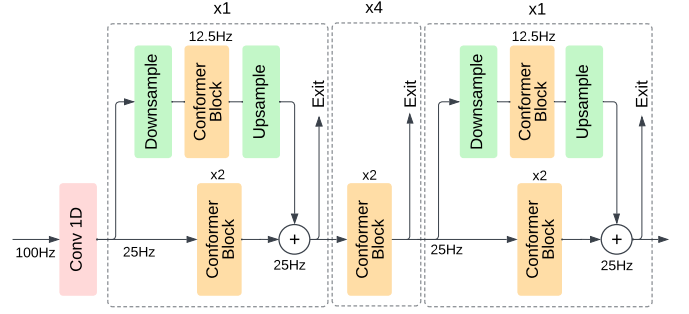 x1
x4
x1
12.5Hz
12.5Hz
Downsample
Conformer
Block
Upsample
Exit
Exit
Downsample
Conformer
Block
Upsample
Exit
x2
x2
x2
Conv 1D
Conformer
Block
+
Conformer
Block
Conformer
Block
+
100Hz
25Hz
25Hz
25Hz
25Hz